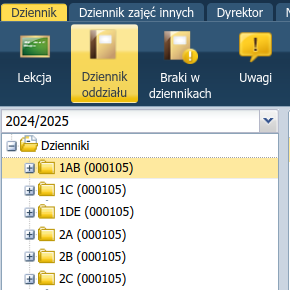 Dziennik
Dziennik zajęć innych
Dyrektor
Lekcja
Dziennik
oddziału
Braki w
dziennikach
Uwagi
2024/2025
Dzienniki
1AB (000105)
1C (000105)
1DE (000105)
2A (000105)
2B (000105)
2C (000105)